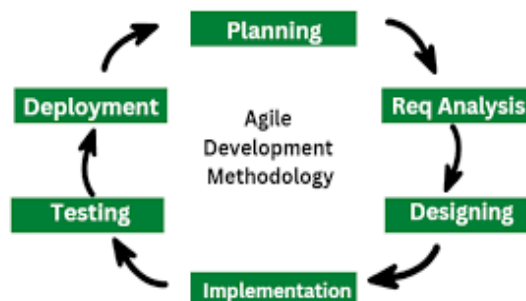 Planning
Deployment
Req Analysis
Agile
Development
Methodology
Testing
Designing
Implementation